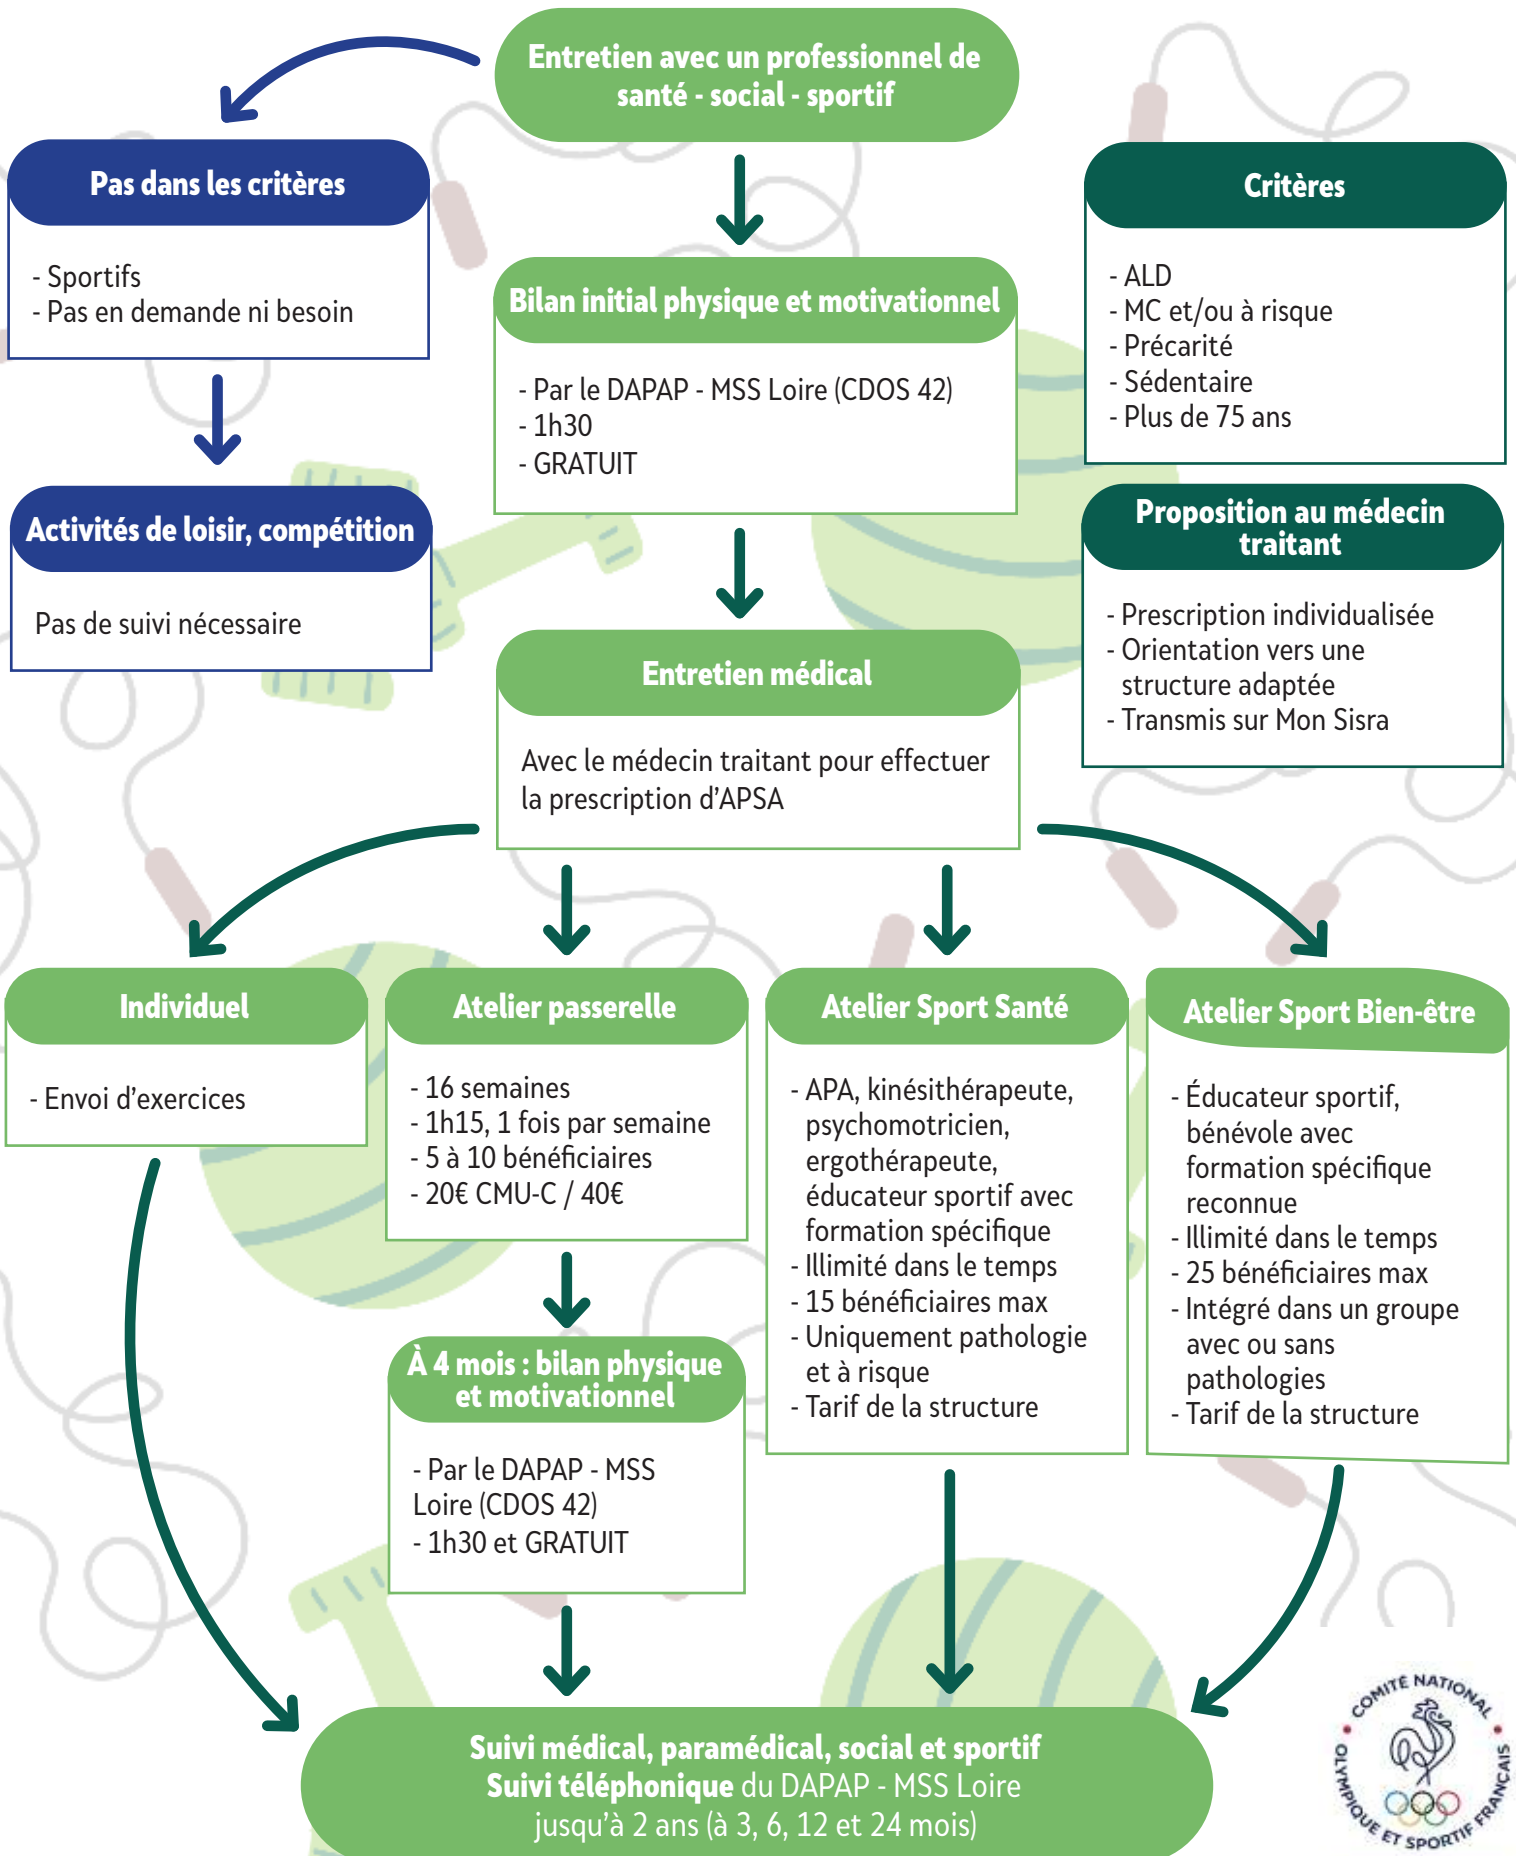 Entretien avec un professionnel de
santé - social - sportif
Pas dans les critères
- Sportifs
- Pas en demande ni besoin
Activités de loisir, compétition
Pas de suivi nécessaire
Bilan initial physique et motivationnel
- Par le DAPAP - MSS Loire (CDOS 42)
- 1h30
- GRATUIT
Critères
- ALD
- MC et/ou à risque
- Précarité
- Sédentaire
- Plus de 75 ans
Proposition au médecin
traitant
- Prescription individualisée
- Orientation vers une
structure adaptée
- Transmis sur Mon Sisra
Entretien médical
Avec le médecin traitant pour effectuer
la prescription d’APSA
Individuel
- Envoi d’exercices
Atelier passerelle
- 16 semaines
- 1h15, 1 fois par semaine
- 5 à 10 bénéficiaires
- 20€ CMU-C / 40€
À 4 mois : bilan physique
et motivationnel
- Par le DAPAP - MSS
Loire (CDOS 42)
- 1h30 et GRATUIT
Atelier Sport Santé
- APA, kinésithérapeute,
psychomotricien,
ergothérapeute,
éducateur sportif avec
formation spécifique
- Illimité dans le temps
- 15 bénéficiaires max
- Uniquement pathologie
et à risque
- Tarif de la structure
Atelier Sport Bien-être
- Éducateur sportif,
bénévole avec
formation spécifique
reconnue
- Illimité dans le temps
- 25 bénéficiaires max
- Intégré dans un groupe
avec ou sans
pathologies
- Tarif de la structure
Suivi médical, paramédical, social et sportif
Suivi téléphonique du DAPAP - MSS Loire
jusqu’à 2 ans (à 3, 6, 12 et 24 mois)
COMITÉ NATIONAL
OLYMPIQUE ET SPORTIF FRANÇAIS